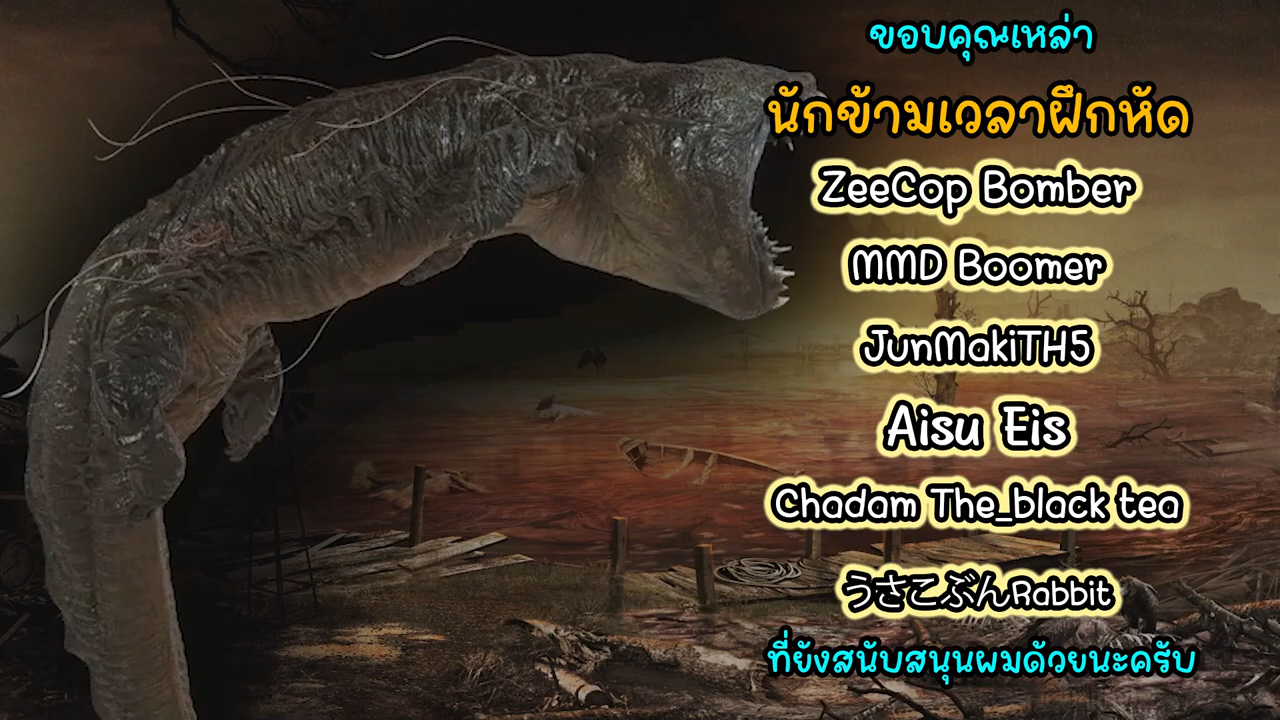 ขอบคุณเหล่า
นักข้ามเวลาฝึกหัด
ZeeCop Bomber
MMD Boomer
JunMakiTH5
Aisu Eis
Chadam The_black tea
うさこぶんRabbit
ที่ยังสนับสนุนผมด้วยนะครับ